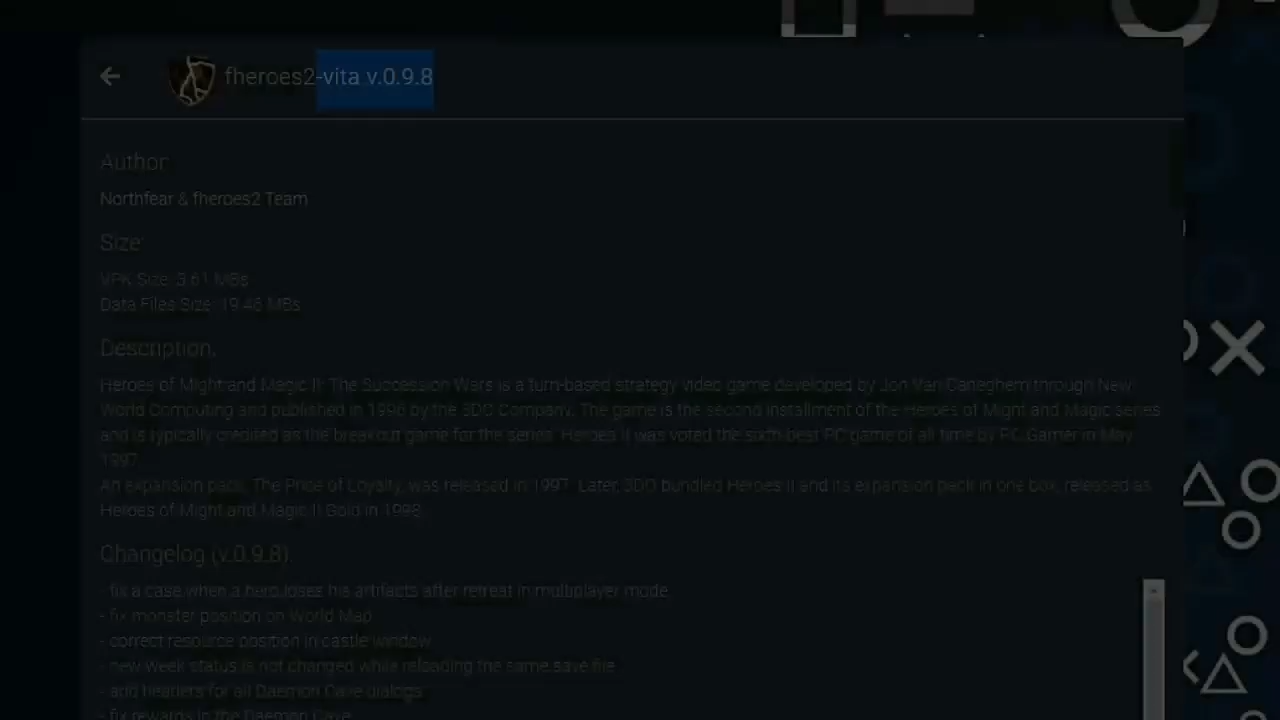 fheroes2-vita v.0.9.8
Author:
Northfear & fheroes2 Team
Size:
VPK Size: 3.61 MBs
Data Files Size: 19.46 MBs
Description:
Heroes of Might and Magic II: The Succession Wars is a turn-based strategy video game developed by Jon Van Caneghem through New
World Computing and published in 1996 by the 3DO Company. The game is the second installment of the Heroes of Might and Magic series
and is typically credited as the breakout game for the series. Heroes II was voted the sixth-best PC game of all time by PC Gamer in May
1997.
An expansion pack, The Price of Loyalty, was released in 1997. Later, 3DO bundled Heroes II and its expansion pack in one box, released as
Heroes of Might and Magic II Gold in 1998.
Changelog (v.0.9.8):
- fix a case when a hero loses his artifacts after retreat in multiplayer mode
- fix monster position on World Map
- correct resource position in castle window
- new week status is not changed while reloading the same save file
- add headers for all Daemon Cave dialogs
- fix rewards in the Daemon Cave